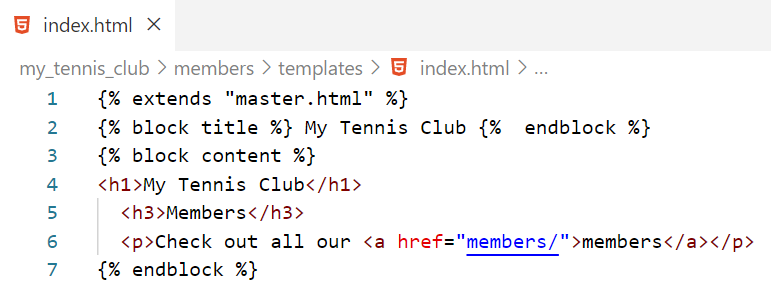 index.html
my_tennis_club > members > templates > index.html > ...
1 {% extends "master.html" %}
2 {% block title %} My Tennis Club {%  endblock %}
3 {% block content %}
4 <h1>My Tennis Club</h1>
5   <h3>Members</h3>
6   <p>Check out all our <a href="members/">members</a></p>
7 {% endblock %}